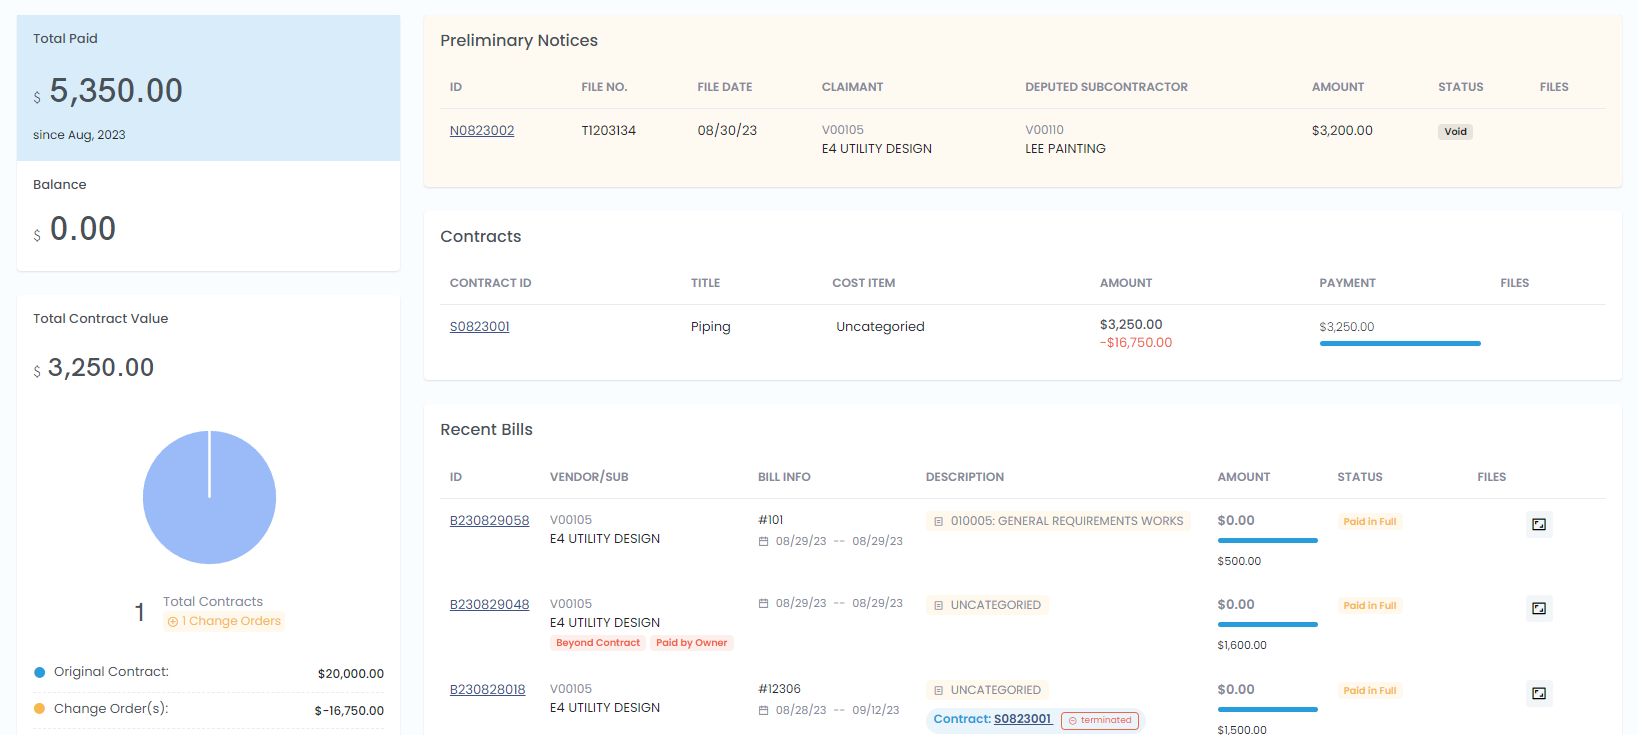 Total Paid
$ 5,350.00
since Aug, 2023
Balance
$ 0.00
Total Contract Value
$ 3,250.00
1 Total Contracts
1 Change Orders
Original Contract: $20,000.00
Change Order(s): $-16,750.00
Preliminary Notices
ID FILE NO. FILE DATE CLAIMANT DEPUTED SUBCONTRACTOR AMOUNT STATUS FILES
N0823002 T1203134 08/30/23 V00105 V00110 $3,200.00 Void
E4 UTILITY DESIGN LEE PAINTING
Contracts
CONTRACT ID TITLE COST ITEM AMOUNT PAYMENT FILES
S0823001 Piping Uncategoried $3,250.00 $3,250.00
-$16,750.00
Recent Bills
ID VENDOR/SUB BILL INFO DESCRIPTION AMOUNT STATUS FILES
B230829058 V00105 #101 010005: GENERAL REQUIREMENTS WORKS $0.00 Paid in Full
E4 UTILITY DESIGN 08/29/23 -- 08/29/23
$500.00
B230829048 V00105 08/29/23 -- 08/29/23 UNCATEGORIED $0.00 Paid in Full
E4 UTILITY DESIGN
Beyond Contract Paid by Owner $1,600.00
B230828018 V00105 #12306 UNCATEGORIED $0.00 Paid in Full
E4 UTILITY DESIGN 08/28/23 -- 09/12/23
Contract: S0823001 terminated
$1,500.00